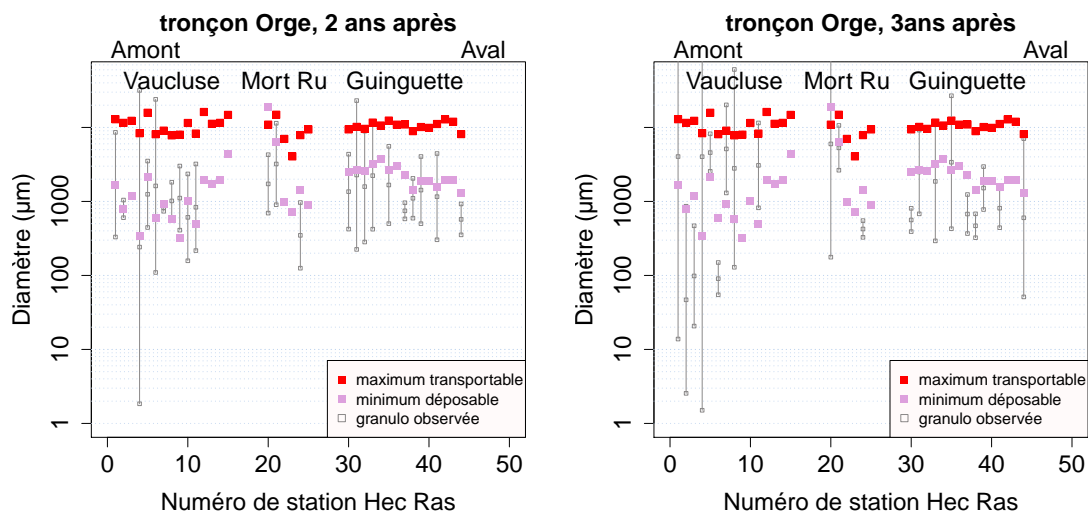 tronçon Orge, 2 ans après
Amont
Aval
Vaucluse
Mort Ru
Guinguette
Diamètre (µm)
1000
100
10
1
maximum transportable
minimum déposable
granulo observée
0
10
20
30
40
50
Numéro de station Hec Ras
tronçon Orge, 3ans après
Amont
Aval
Vaucluse
Mort Ru
Guinguette
Diamètre (µm)
1000
100
10
1
maximum transportable
minimum déposable
granulo observée
0
10
20
30
40
50
Numéro de station Hec Ras